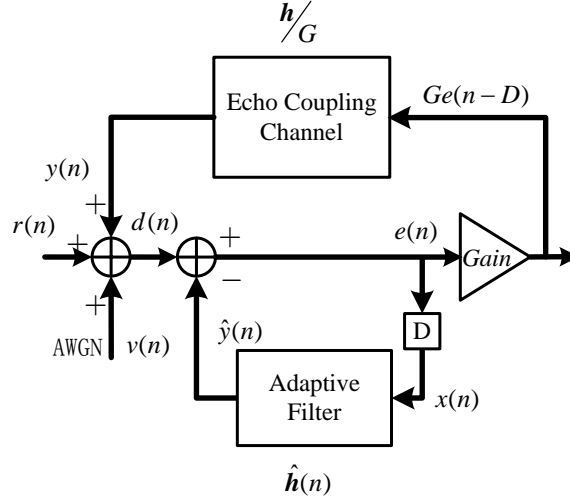 h/G
Echo Coupling
Channel
Ge(n − D)
y(n)
+
r(n)
+
d(n)
+
e(n)
Gain
−
+
AWGN
v(n)
ŷ(n)
D
Adaptive
Filter
x(n)
ĥ(n)